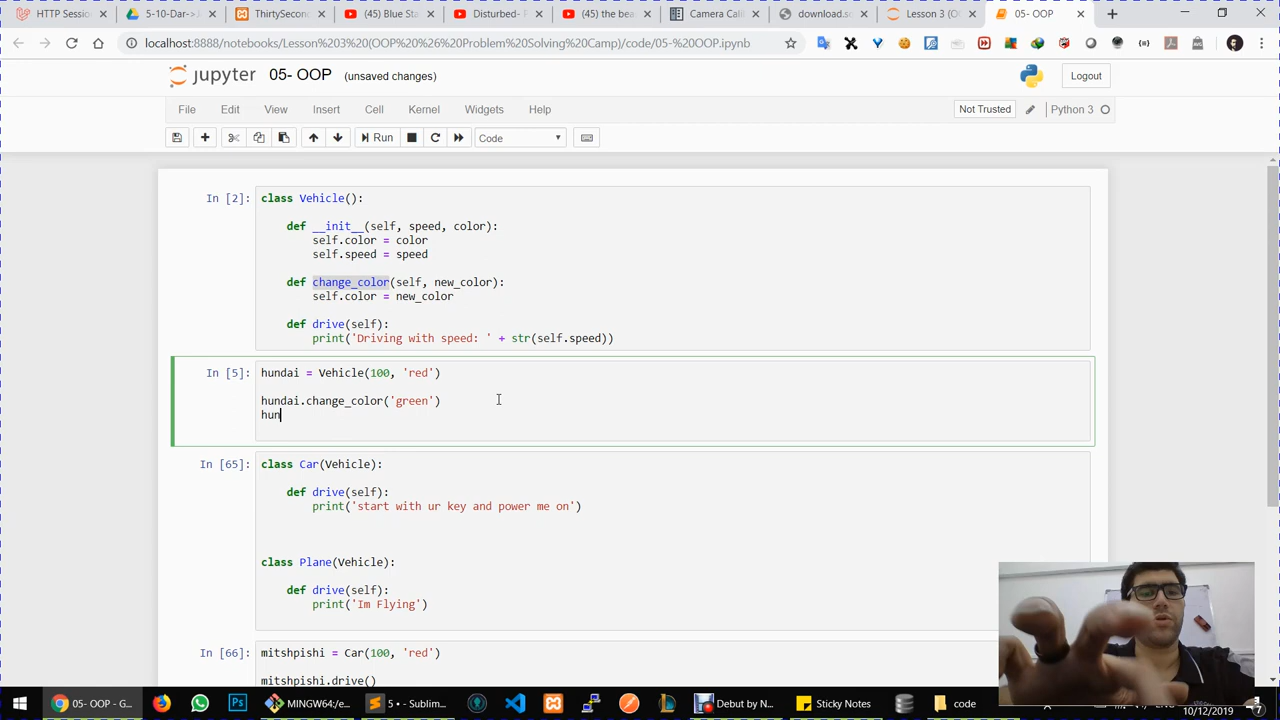 HTTP Sessio
5-10-Dar->
ThirtySecor
(45) Blue Sta
Disturbed- P
(45) the bea
Camera Calib
download.sc
Lesson 3 (OO
05- OOP
localhost:8888/notebooks/Lesson%203%20(OOP%20%26%20Problem%20Solving%20Camp)/code/05-%20OOP.ipynb
jupyter 05- OOP (unsaved changes)
Logout
File Edit View Insert Cell Kernel Widgets Help
Not Trusted Python 3
Run Code
In [2]: class Vehicle():
def __init__(self, speed, color):
self.color = color
self.speed = speed
def change_color(self, new_color):
self.color = new_color
def drive(self):
print('Driving with speed: ' + str(self.speed))
In [5]: hundai = Vehicle(100, 'red')
hundai.change_color('green')
hun
In [65]: class Car(Vehicle):
def drive(self):
print('start with ur key and power me on')
class Plane(Vehicle):
def drive(self):
print('Im Flying')
In [66]: mitshpishi = Car(100, 'red')
mitshpishi.drive()
05- OOP - G...
MINGW64:/e...
5 • - Sublim...
Debut by N...
Sticky Notes
code
10/12/2019
7